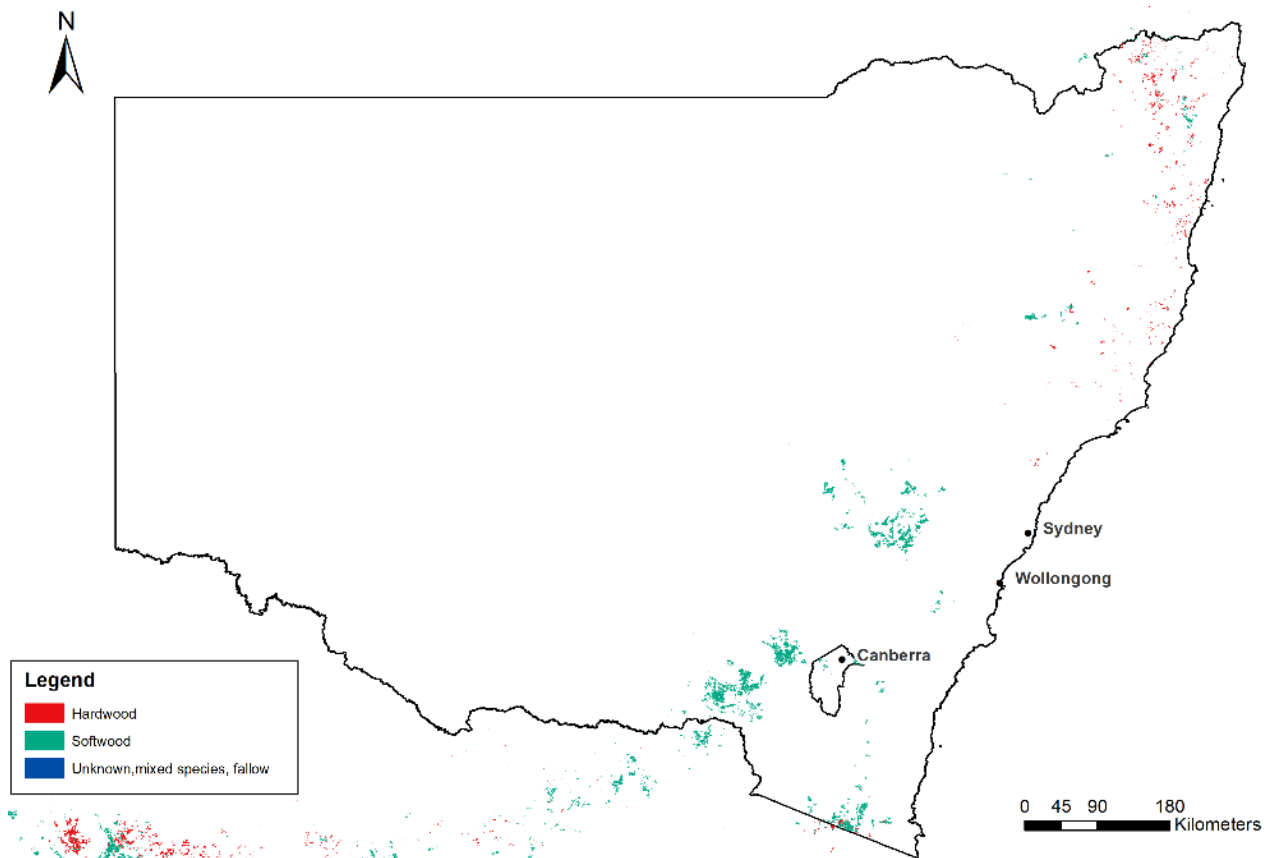 N
Sydney
Wollongong
Canberra
Legend
Hardwood
Softwood
Unknown,mixed species, fallow
0 45 90 180
Kilometers